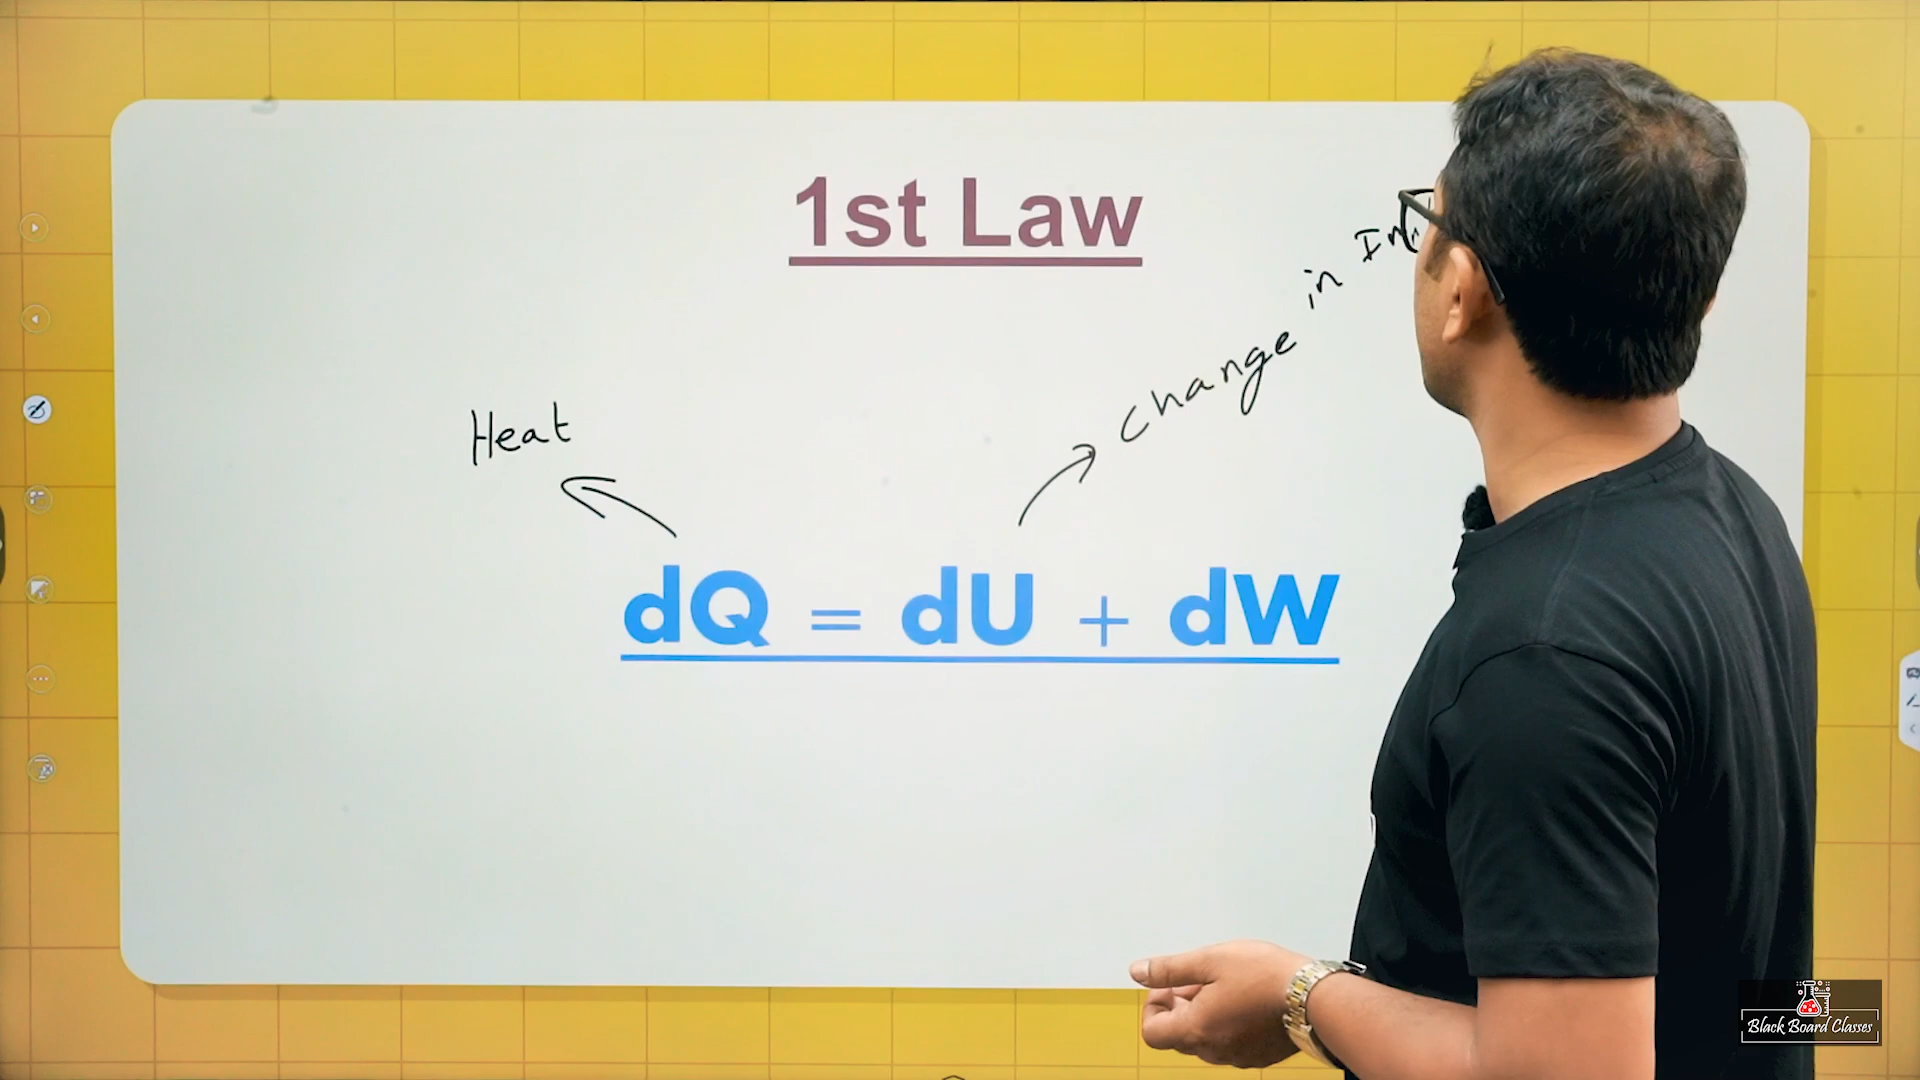 1st Law
Change in
Heat
dQ = dU + dW
Black Board Classes